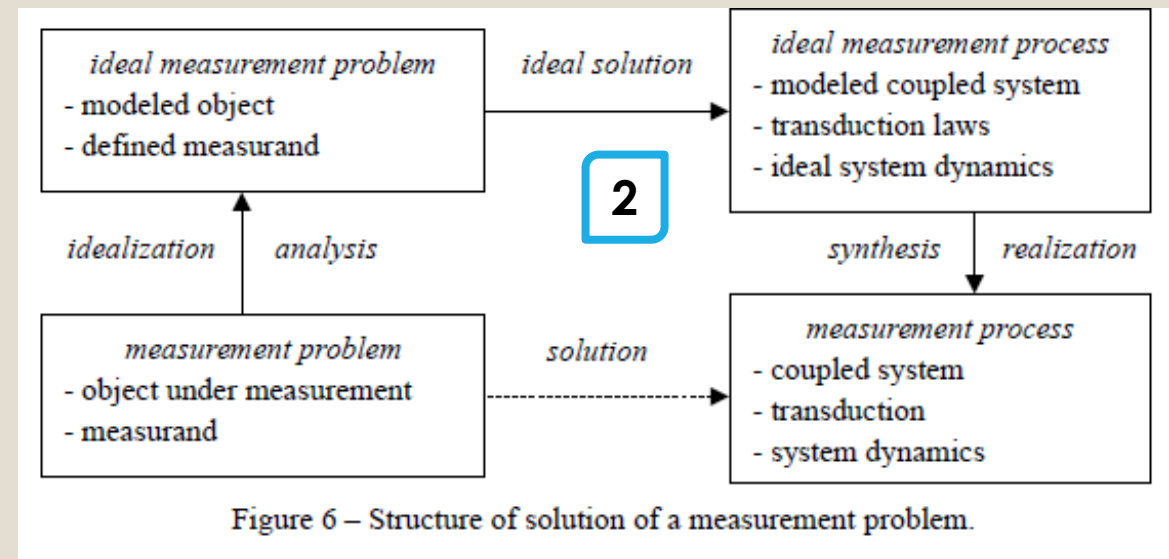 ideal measurement problem
- modeled object
- defined measurand
ideal solution
ideal measurement process
- modeled coupled system
- transduction laws
- ideal system dynamics
2
idealization
analysis
synthesis
realization
measurement problem
- object under measurement
- measurand
solution
measurement process
- coupled system
- transduction
- system dynamics
Figure 6 – Structure of solution of a measurement problem.